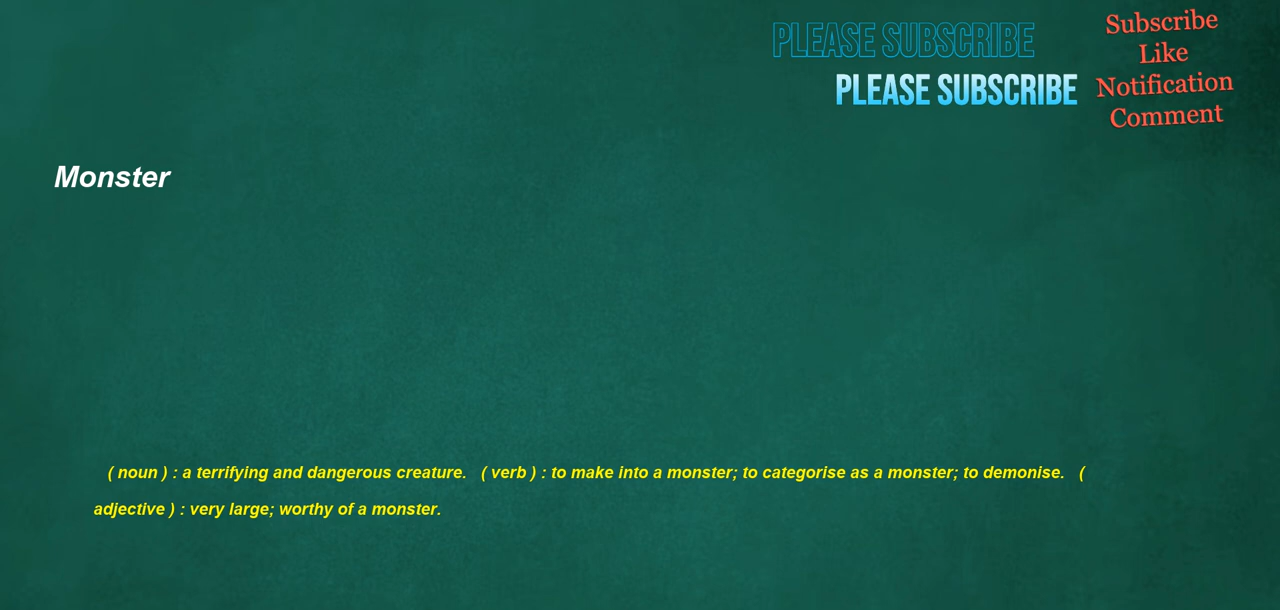 PLEASE SUBSCRIBE
PLEASE SUBSCRIBE
Subscribe
Like
Notification
Comment
Monster
( noun ) : a terrifying and dangerous creature. ( verb ) : to make into a monster; to categorise as a monster; to demonise. (
adjective ) : very large; worthy of a monster.